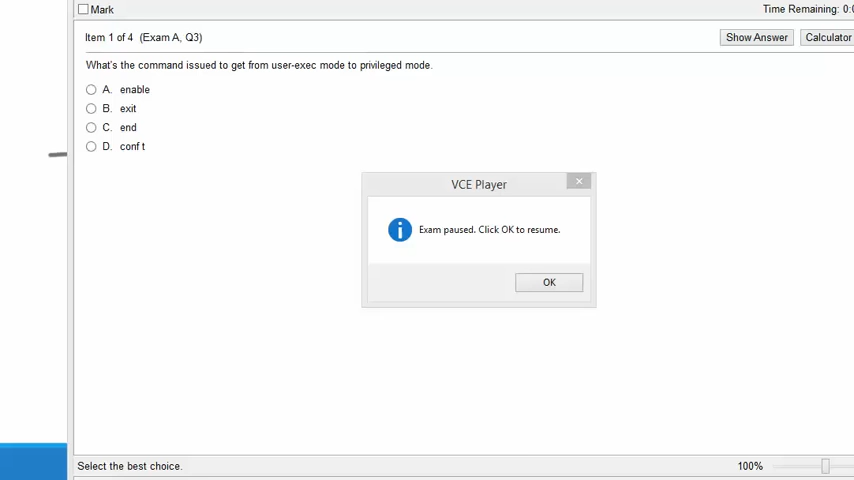 Mark
Time Remaining: 0:0
Item 1 of 4 (Exam A, Q3)
Show Answer
Calculator
What's the command issued to get from user-exec mode to privileged mode.
A. enable
B. exit
C. end
D. conf t
VCE Player
Exam paused. Click OK to resume.
OK
Select the best choice.
100%